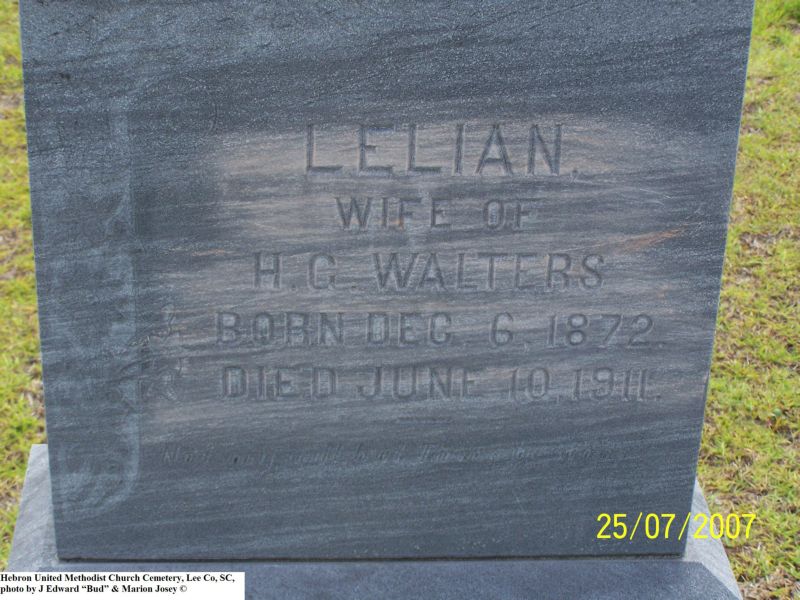 LELIAN.
WIFE OF
H. G. WALTERS
BORN DEC. 6, 1872.
DIED JUNE 10, 1911.
25/07/2007
Hebron United Methodist Church Cemetery, Lee Co, SC,
photo by J Edward “Bud” & Marion Josey ©